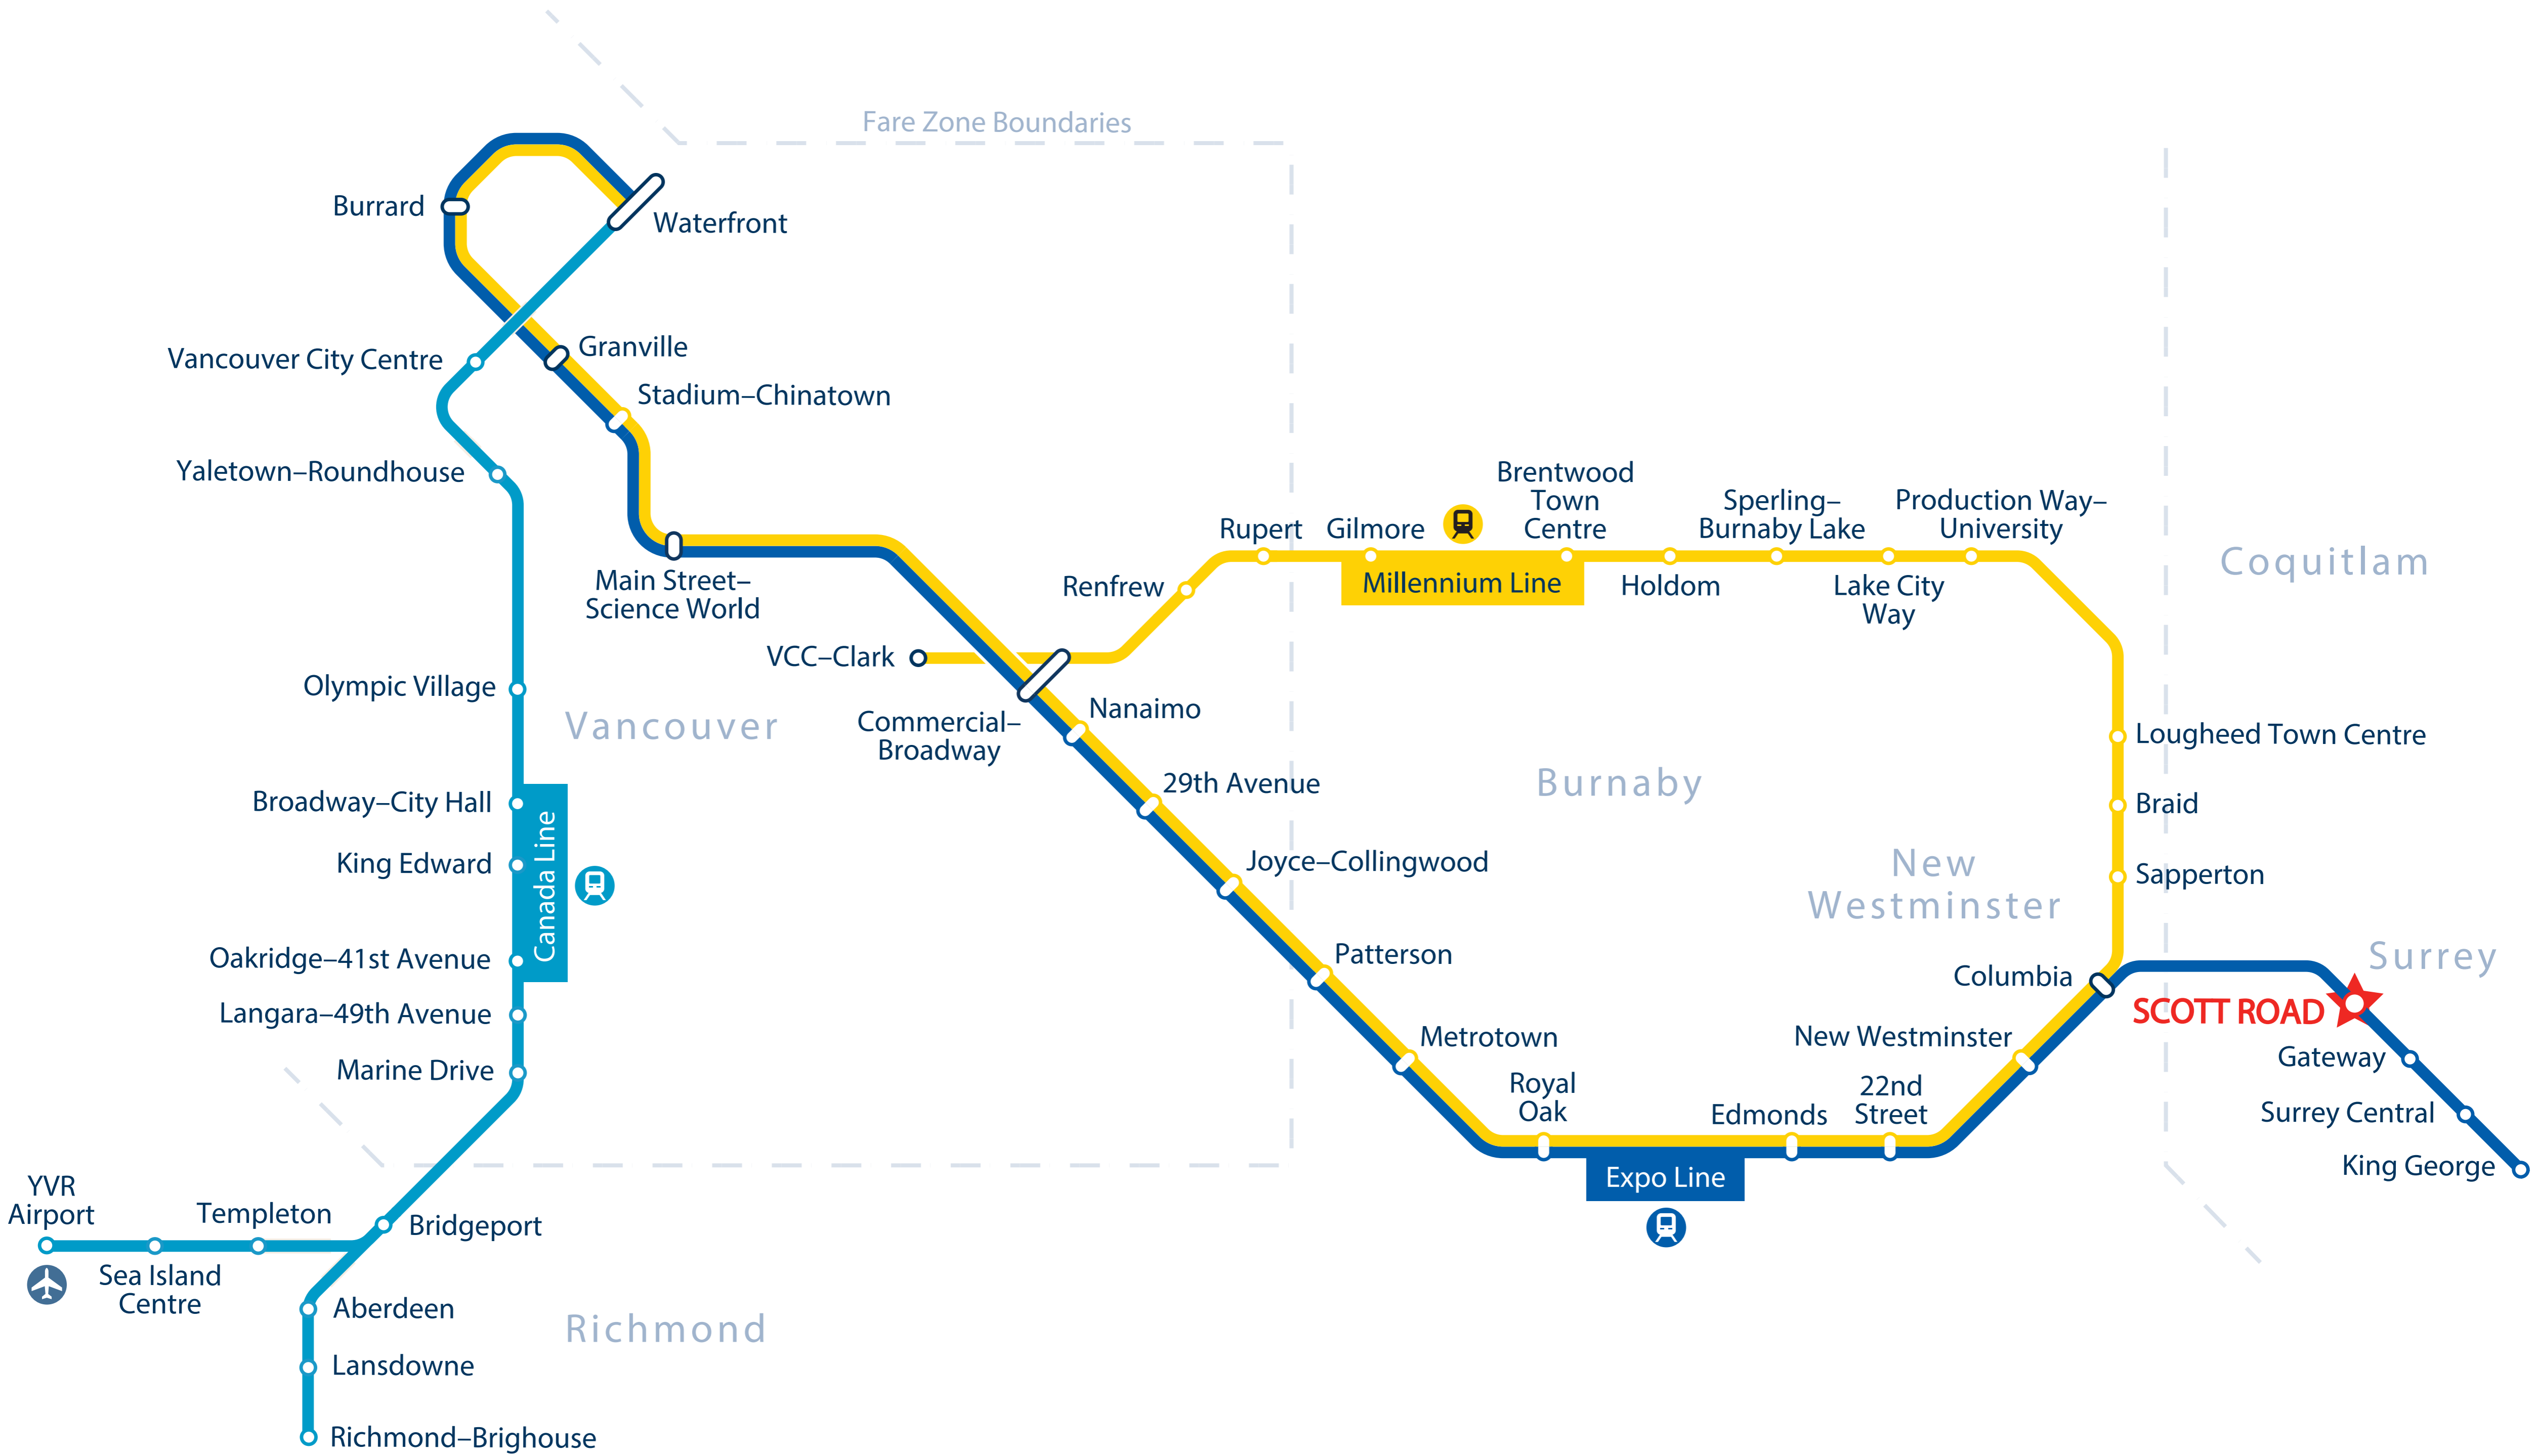 Fare Zone Boundaries
Burrard
Waterfront
Granville
Vancouver City Centre
Stadium–Chinatown
Yaletown–Roundhouse
Main Street–
Science World
VCC–Clark
Commercial–
Broadway
Renfrew
Rupert
Gilmore
Millennium Line
Brentwood
Town
Centre
Holdom
Sperling–
Burnaby Lake
Lake City
Way
Production Way–
University
Coquitlam
Olympic Village
Vancouver
Nanaimo
29th Avenue
Burnaby
Lougheed Town Centre
Braid
Sapperton
Broadway–City Hall
King Edward
Canada Line
Oakridge–41st Avenue
Langara–49th Avenue
Marine Drive
Joyce–Collingwood
Patterson
Metrotown
Royal
Oak
Expo Line
Edmonds
22nd
Street
New Westminster
Columbia
New
Westminster
Surrey
SCOTT ROAD
Gateway
Surrey Central
King George
YVR
Airport
Sea Island
Centre
Templeton
Bridgeport
Aberdeen
Lansdowne
Richmond–Brighouse
Richmond